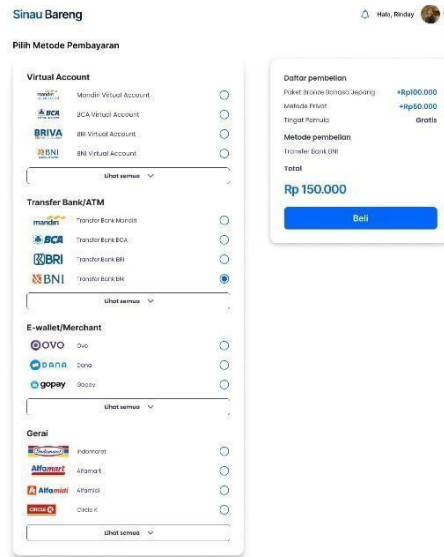 Sinau Bareng
Halo, Rinday
Pilih Metode Pembayaran
Virtual Account
mandiri Mandiri Virtual Account
BCA BCA Virtual Account
BRIVA BRI Virtual Account
BNI BNI Virtual Account
Lihat semua
Transfer Bank/ATM
mandiri Transfer Bank Mandiri
BCA Transfer Bank BCA
BRI Transfer Bank BRI
BNI Transfer Bank BNI
Lihat semua
E-wallet/Merchant
OVO Ovo
DANA Dana
gopay Gopay
Lihat semua
Gerai
Indomaret Indomaret
Alfamart Alfamart
Alfamidi Alfamidi
CIRCLE K Circle K
Lihat semua
Daftar pembelian
Paket Bronze Bahasa Jepang +Rp100.000
Metode Privat +Rp50.000
Tingat Pemula Gratis
Metode pembelian
Transfer Bank BNI
Total
Rp 150.000
Beli